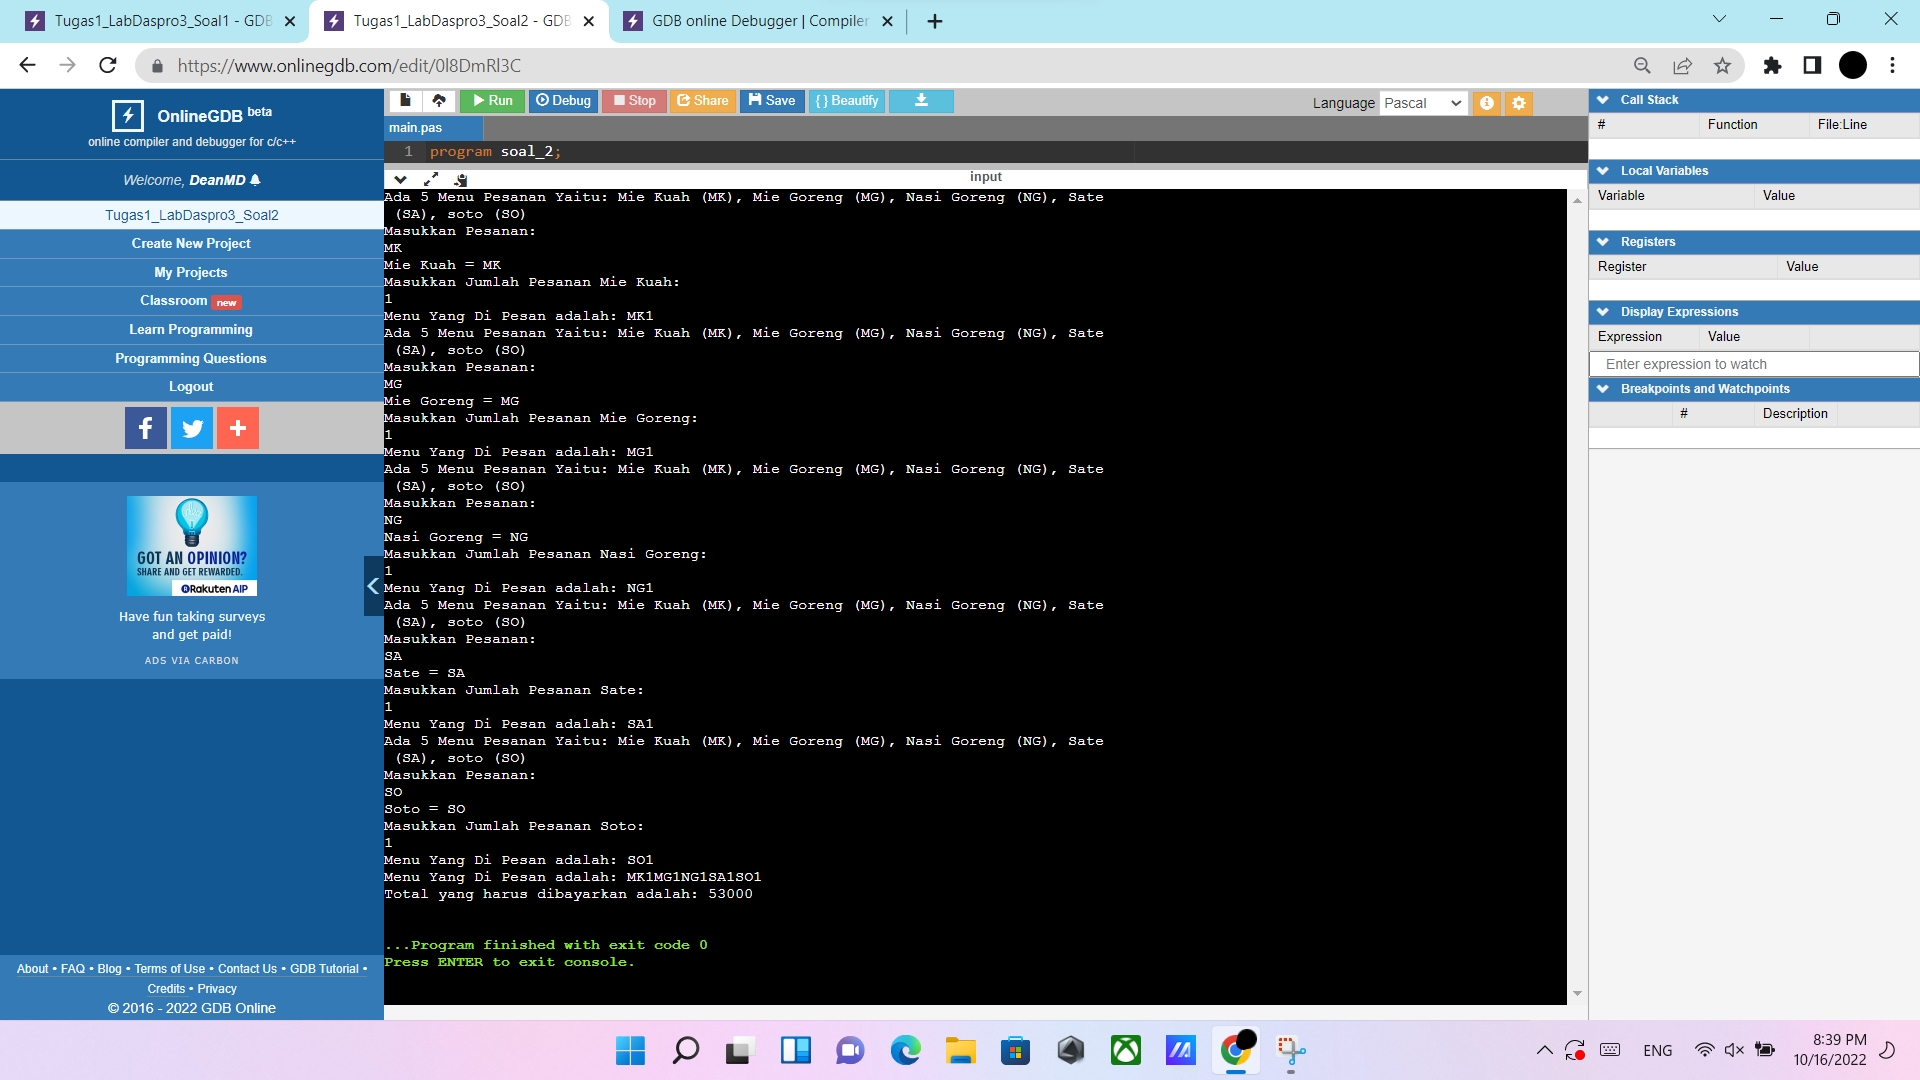 Tugas1_LabDaspro3_Soal1 - GDB
Tugas1_LabDaspro3_Soal2 - GDB
GDB online Debugger | Compiler
https://www.onlinegdb.com/edit/0l8DmRl3C
OnlineGDB beta
online compiler and debugger for c/c++
Welcome, DeanMD
Tugas1_LabDaspro3_Soal2
Create New Project
My Projects
Classroom new
Learn Programming
Programming Questions
Logout
GOT AN OPINION?
SHARE AND GET REWARDED.
Rakuten AIP
Have fun taking surveys
and get paid!
ADS VIA CARBON
About • FAQ • Blog • Terms of Use • Contact Us • GDB Tutorial •
Credits • Privacy
© 2016 - 2022 GDB Online
Run Debug Stop Share Save { } Beautify
Language Pascal
main.pas
1 program soal_2;
input
Ada 5 Menu Pesanan Yaitu: Mie Kuah (MK), Mie Goreng (MG), Nasi Goreng (NG), Sate
(SA), soto (SO)
Masukkan Pesanan:
MK
Mie Kuah = MK
Masukkan Jumlah Pesanan Mie Kuah:
1
Menu Yang Di Pesan adalah: MK1
Ada 5 Menu Pesanan Yaitu: Mie Kuah (MK), Mie Goreng (MG), Nasi Goreng (NG), Sate
(SA), soto (SO)
Masukkan Pesanan:
MG
Mie Goreng = MG
Masukkan Jumlah Pesanan Mie Goreng:
1
Menu Yang Di Pesan adalah: MG1
Ada 5 Menu Pesanan Yaitu: Mie Kuah (MK), Mie Goreng (MG), Nasi Goreng (NG), Sate
(SA), soto (SO)
Masukkan Pesanan:
NG
Nasi Goreng = NG
Masukkan Jumlah Pesanan Nasi Goreng:
1
Menu Yang Di Pesan adalah: NG1
Ada 5 Menu Pesanan Yaitu: Mie Kuah (MK), Mie Goreng (MG), Nasi Goreng (NG), Sate
(SA), soto (SO)
Masukkan Pesanan:
SA
Sate = SA
Masukkan Jumlah Pesanan Sate:
1
Menu Yang Di Pesan adalah: SA1
Ada 5 Menu Pesanan Yaitu: Mie Kuah (MK), Mie Goreng (MG), Nasi Goreng (NG), Sate
(SA), soto (SO)
Masukkan Pesanan:
SO
Soto = SO
Masukkan Jumlah Pesanan Soto:
1
Menu Yang Di Pesan adalah: SO1
Menu Yang Di Pesan adalah: MK1MG1NG1SA1SO1
Total yang harus dibayarkan adalah: 53000
...Program finished with exit code 0
Press ENTER to exit console.
Call Stack
# Function File:Line
Local Variables
Variable Value
Registers
Register Value
Display Expressions
Expression Value
Enter expression to watch
Breakpoints and Watchpoints
# Description
ENG
8:39 PM
10/16/2022